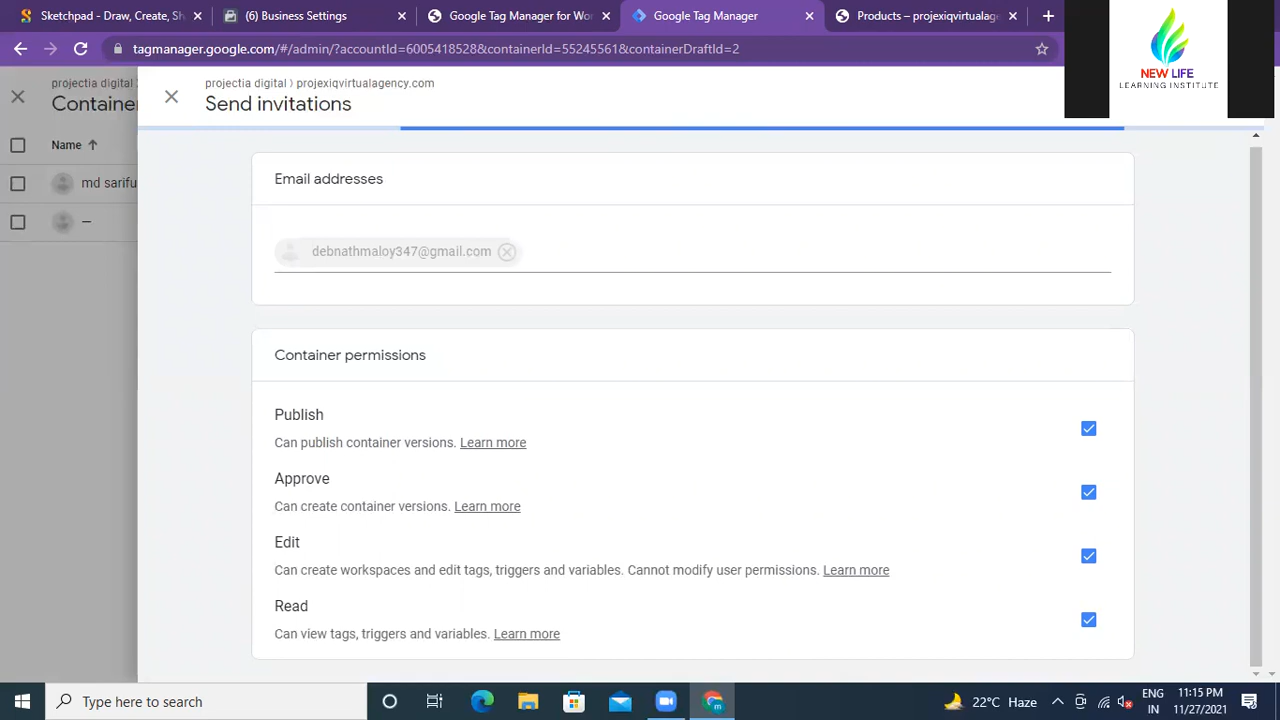 Sketchpad - Draw, Create, Sh
(6) Business Settings
Google Tag Manager for Wo
Google Tag Manager
Products – projexiqvirtualage
tagmanager.google.com/#/admin/?accountId=6005418528&containerId=55245561&containerDraftId=2
NEW LIFE
LEARNING INSTITUTE
projectia digital
Container
Name
md sarifu
—
projectia digital > projexiqvirtualagency.com
Send invitations
Email addresses
debnathmaloy347@gmail.com
Container permissions
Publish
Can publish container versions. Learn more
Approve
Can create container versions. Learn more
Edit
Can create workspaces and edit tags, triggers and variables. Cannot modify user permissions. Learn more
Read
Can view tags, triggers and variables. Learn more
Type here to search
22°C Haze
ENG
IN
11:15 PM
11/27/2021